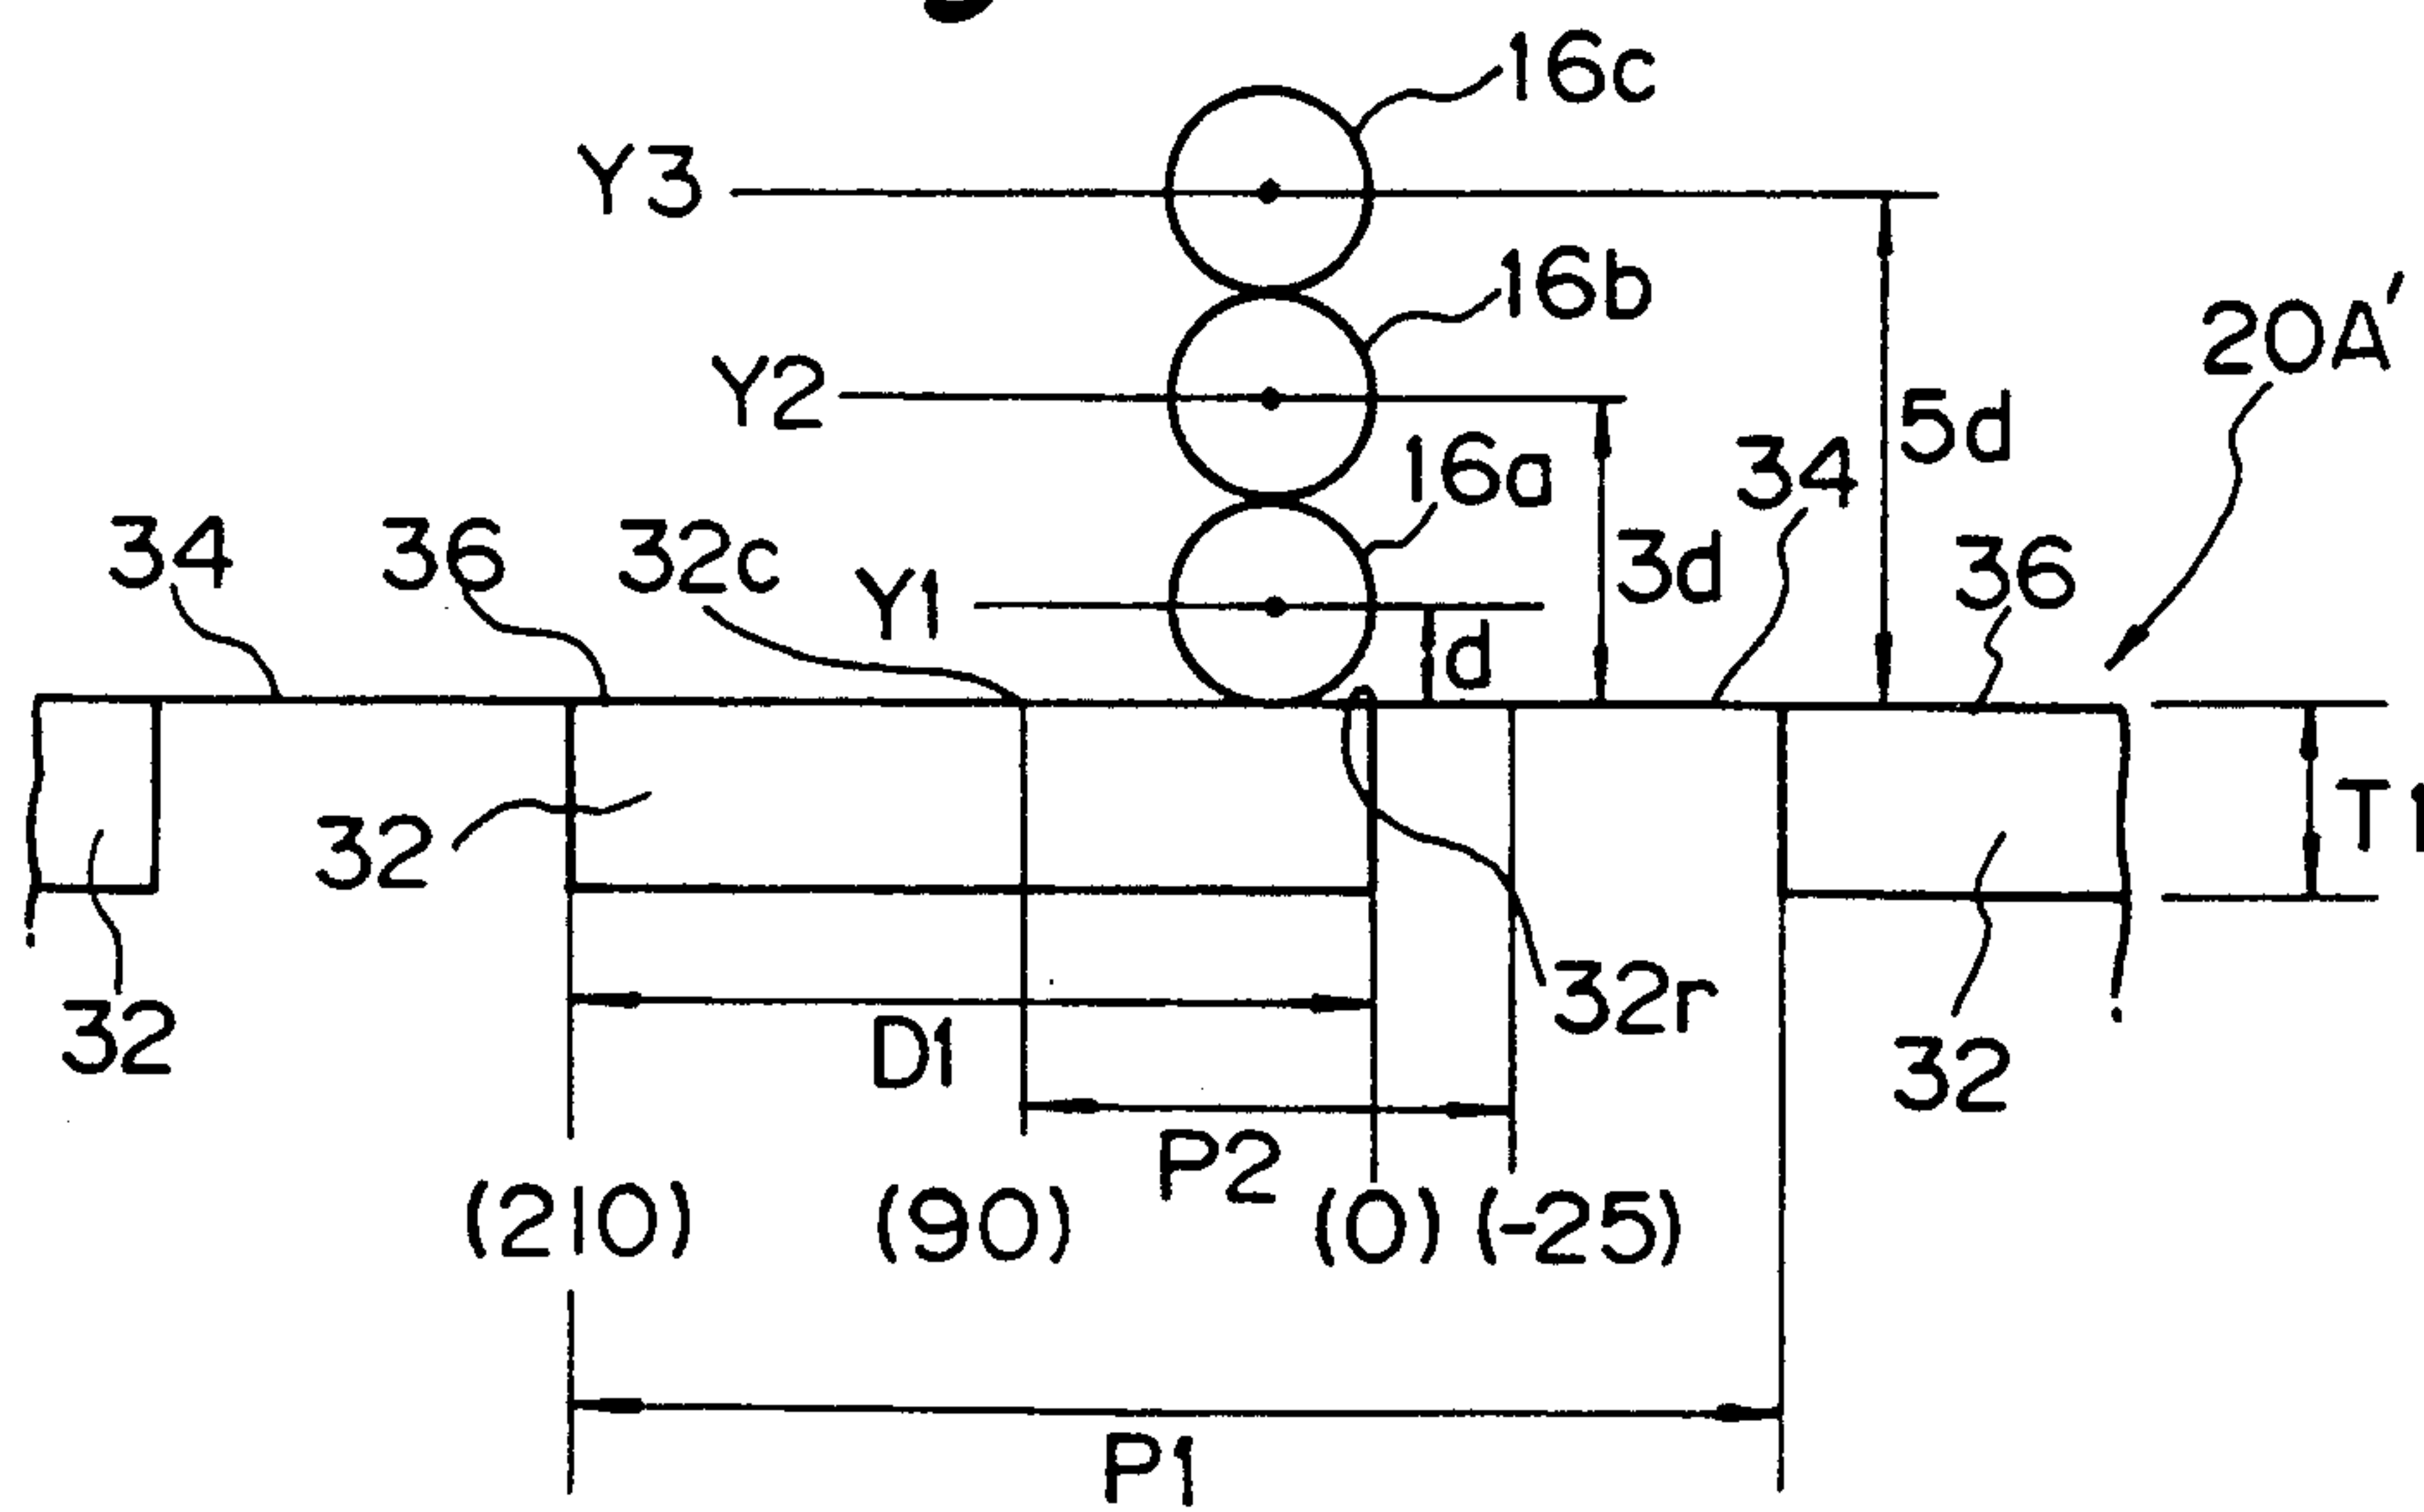 16c
Y3
16b
20A'
Y2
5d
16a
34
34
36
32c
3d
36
Y1
d
T1
32
32r
32
D1
32
P2
(210)
(90)
(0)
(-25)
P1